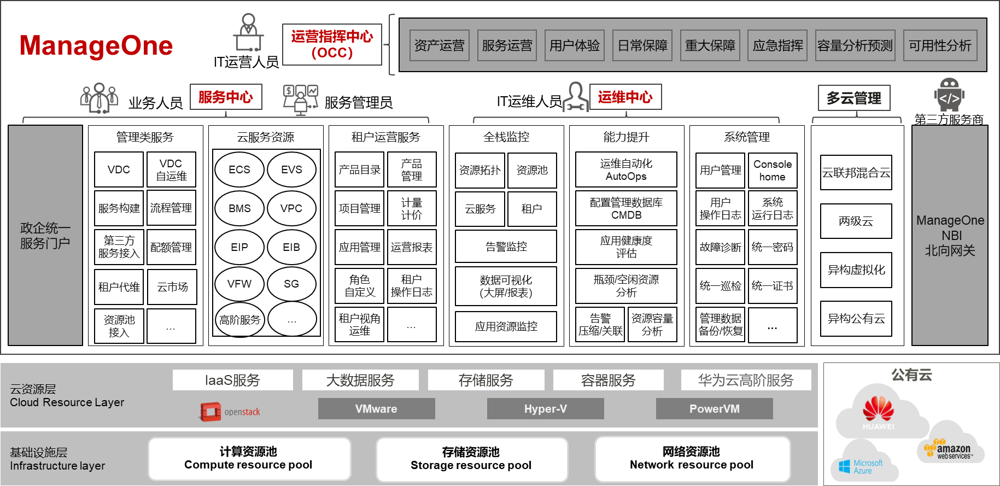 ManageOne
IT运营人员
运营指挥中心
（OCC）
资产运营
服务运营
用户体验
日常保障
重大保障
应急指挥
容量分析预测
可用性分析
业务人员
服务中心
服务管理员
IT运维人员
运维中心
多云管理
第三方服务商
政企统一
服务门户
管理类服务
VDC
VDC
自运维
服务构建
流程管理
第三方
服务接入
配额管理
租户代维
云市场
资源池
接入
...
云服务资源
ECS
EVS
BMS
VPC
EIP
EIB
VFW
SG
高阶服务
...
租户运营服务
产品目录
产品
管理
项目管理
计量
计价
应用管理
运营报表
角色
自定义
租户
操作日志
租户视角
运维
...
全栈监控
资源拓扑
资源池
云服务
租户
告警监控
数据可视化
(大屏/报表)
应用资源监控
能力提升
运维自动化
AutoOps
配置管理数据库
CMDB
应用健康度
评估
瓶颈/空闲资源
分析
告警
压缩/关联
资源容量
分析
系统管理
用户管理
Console
home
用户
操作日志
系统
运行日志
故障诊断
统一密码
统一巡检
统一证书
管理数据
备份/恢复
...
云联邦混合云
两级云
异构虚拟化
异构公有云
ManageOne
NBI
北向网关
云资源层
Cloud Resource Layer
IaaS服务
大数据服务
存储服务
容器服务
华为云高阶服务
openstack
VMware
Hyper-V
PowerVM
基础设施层
Infrastructure layer
计算资源池
Compute resource pool
存储资源池
Storage resource pool
网络资源池
Network resource pool
公有云
HUAWEI
amazon
web services™
Microsoft
Azure